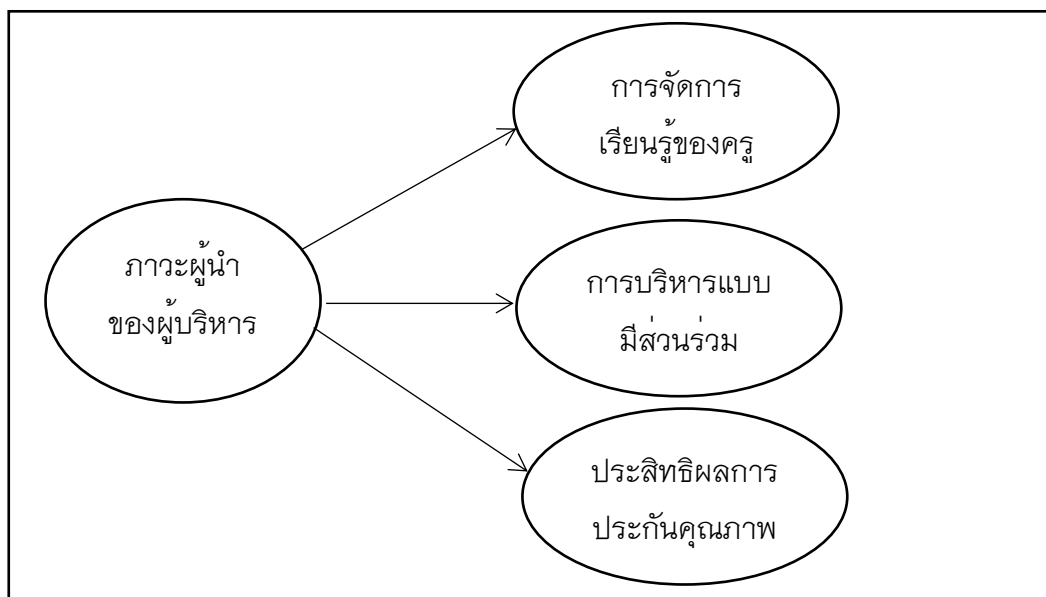 การจัดการ
เรียนรู้ของครู
ภาวะผู้นำ
ของผู้บริหาร
การบริหารแบบ
มีส่วนร่วม
ประสิทธิผลการ
ประกันคุณภาพ